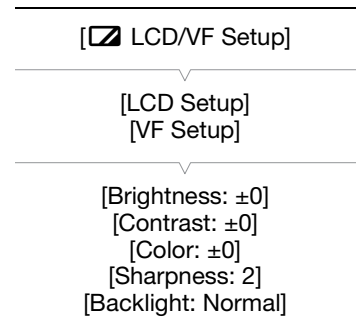 [LCD/VF Setup]
[LCD Setup]
[VF Setup]
[Brightness: ±0]
[Contrast: ±0]
[Color: ±0]
[Sharpness: 2]
[Backlight: Normal]